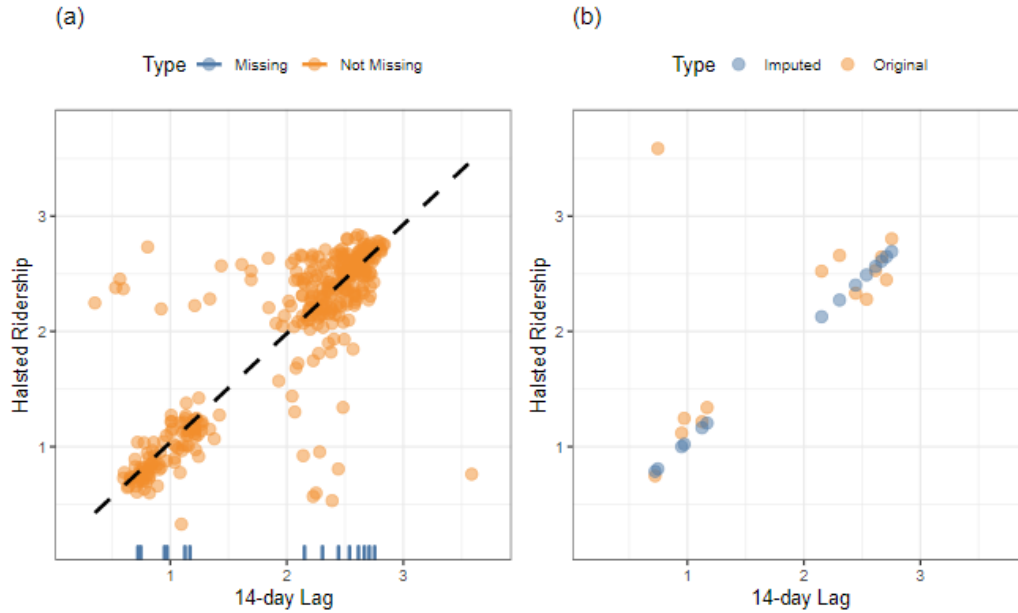 (a)
Type Missing Not Missing
Halsted Ridership
3
2
1
1 2 3
14-day Lag
(b)
Type Imputed Original
Halsted Ridership
3
2
1
1 2 3
14-day Lag